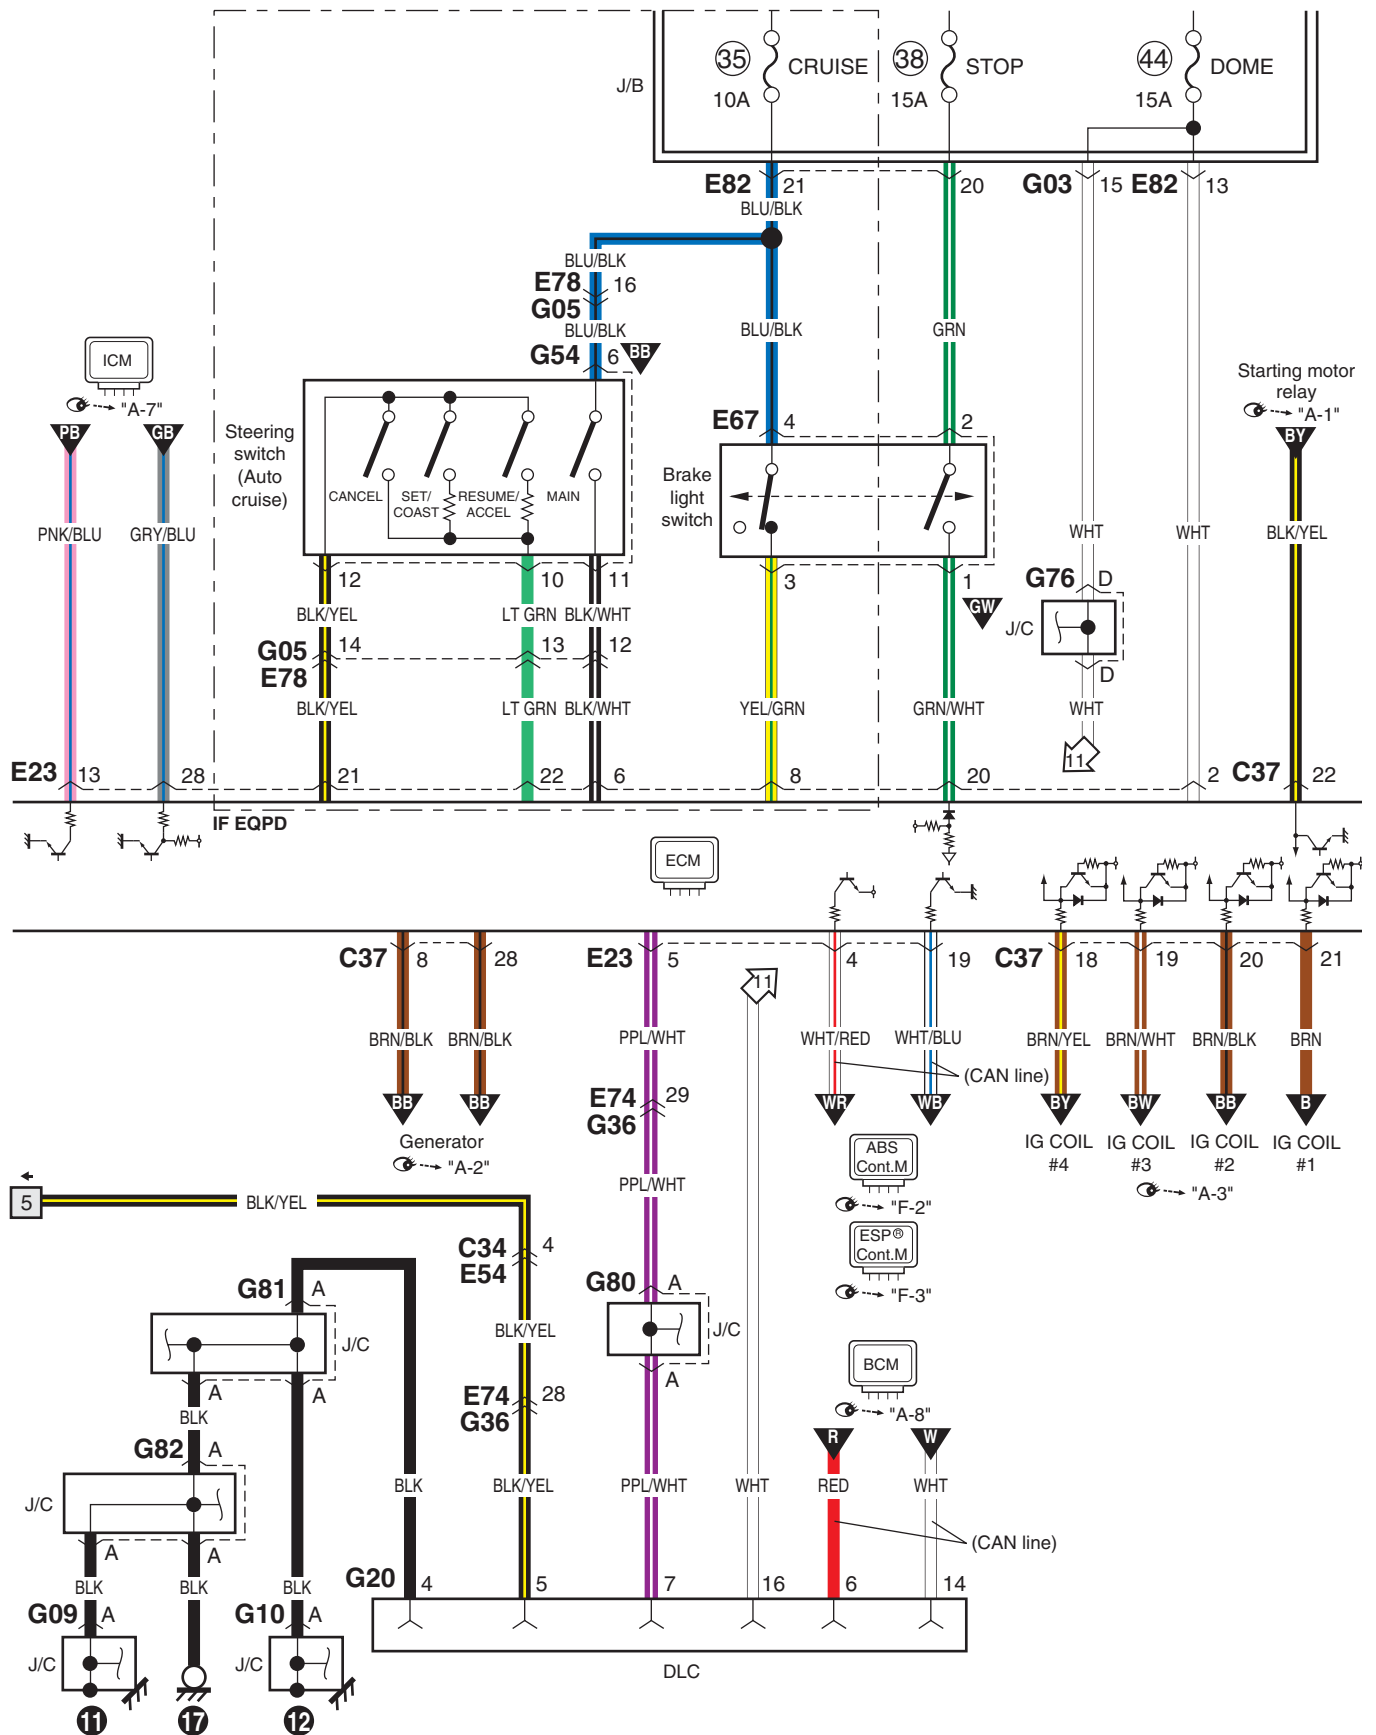 35 CRUISE 38 STOP 44 DOME
J/B 10A 15A 15A
E82 21 20 G03 15 E82 13
BLU/BLK
BLU/BLK
E78 16
G05
BLU/BLK BLU/BLK GRN
G54 6 BB
ICM
"A-7"
Starting motor
relay
"A-1"
PB GB BY
Steering
switch
(Auto
cruise)
E67 4 2
CANCEL SET/
COAST RESUME/
ACCEL MAIN
Brake
light
switch
PNK/BLU GRY/BLU WHT WHT BLK/YEL
12 10 11 3 1 G76 D
GW
BLK/YEL LT GRN BLK/WHT J/C
G05 14 13 12
E78 D
BLK/YEL LT GRN BLK/WHT YEL/GRN GRN/WHT WHT
11
E23 13 28 21 22 6 8 20 2 C37 22
IF EQPD
ECM
C37 8 28 E23 5 4 19 C37 18 19 20 21
11
BRN/BLK BRN/BLK PPL/WHT WHT/RED WHT/BLU BRN/YEL BRN/WHT BRN/BLK BRN
(CAN line)
E74 29
G36
BB BB WR WB BY BW BB B
Generator
"A-2"
ABS
Cont.M
"F-2"
IG COIL
#4
IG COIL
#3
IG COIL
#2
IG COIL
#1
"A-3"
PPL/WHT
5 BLK/YEL
ESP®
Cont.M
"F-3"
C34 4
E54
G81 A G80 A
J/C BLK/YEL J/C
A A A
BCM
"A-8"
BLK E74 28
G36
R W
G82 A
J/C BLK BLK/YEL PPL/WHT WHT RED WHT
(CAN line)
A A
BLK BLK BLK G20 4 5 7 16 6 14
G09 A G10 A
J/C J/C DLC
11 17 12